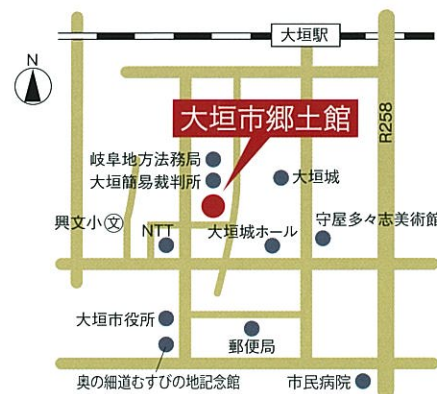 大垣駅
N
R258
大垣市郷土館
岐阜地方法務局
大垣簡易裁判所
大垣城
守屋多々志美術館
興文小
文
NTT
大垣城ホール
大垣市役所
郵便局
奥の細道むすびの地記念館
市民病院